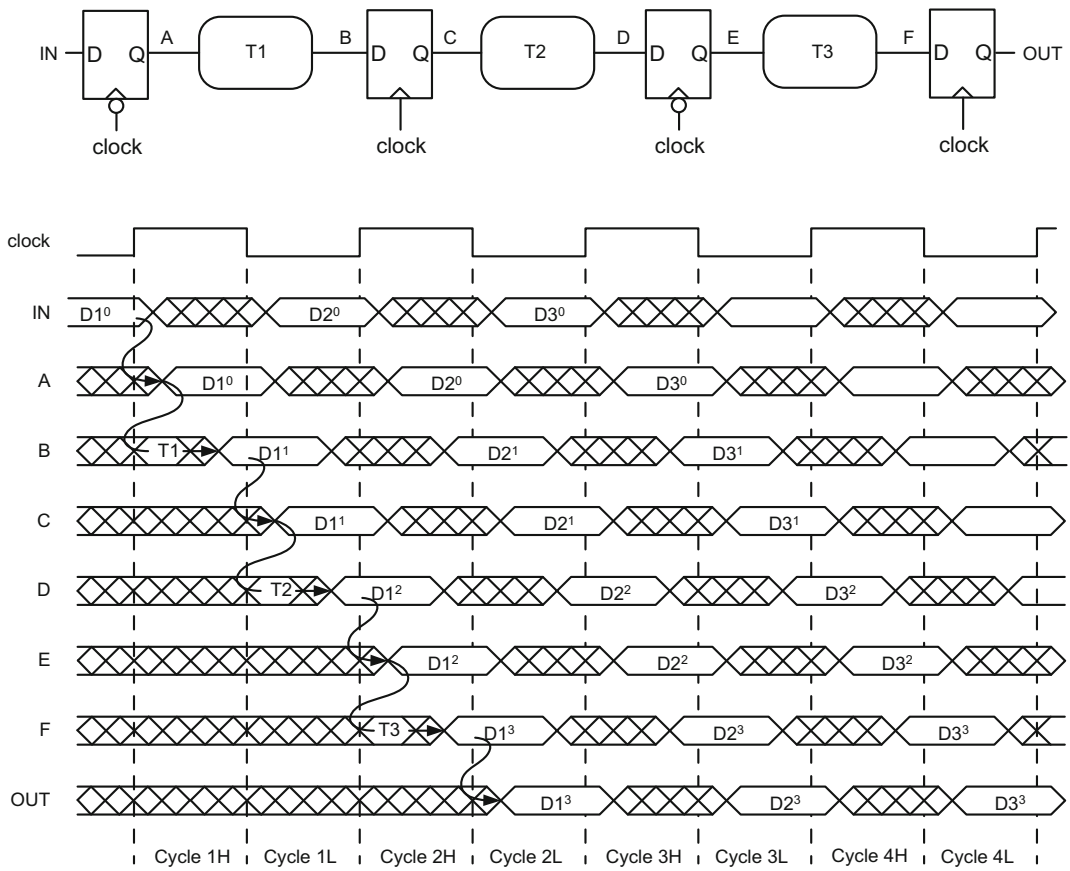 IN D Q A T1 B D Q C T2 D D Q E T3 F D Q OUT
clock clock clock clock
clock
IN D1⁰ D2⁰ D3⁰
A D1⁰ D2⁰ D3⁰
B T1 D1¹ D2¹ D3¹
C D1¹ D2¹ D3¹
D T2 D1² D2² D3²
E D1² D2² D3²
F T3 D1³ D2³ D3³
OUT D1³ D2³ D3³
Cycle 1H Cycle 1L Cycle 2H Cycle 2L Cycle 3H Cycle 3L Cycle 4H Cycle 4L